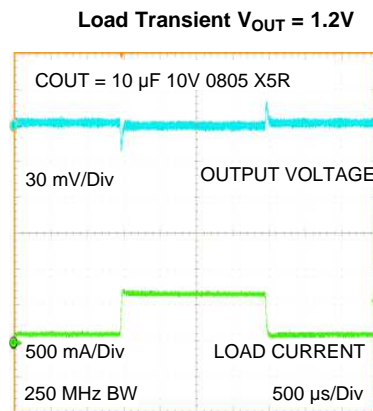 Load Transient VOUT = 1.2V
COUT = 10 µF 10V 0805 X5R
30 mV/Div OUTPUT VOLTAGE
500 mA/Div LOAD CURRENT
250 MHz BW 500 µs/Div